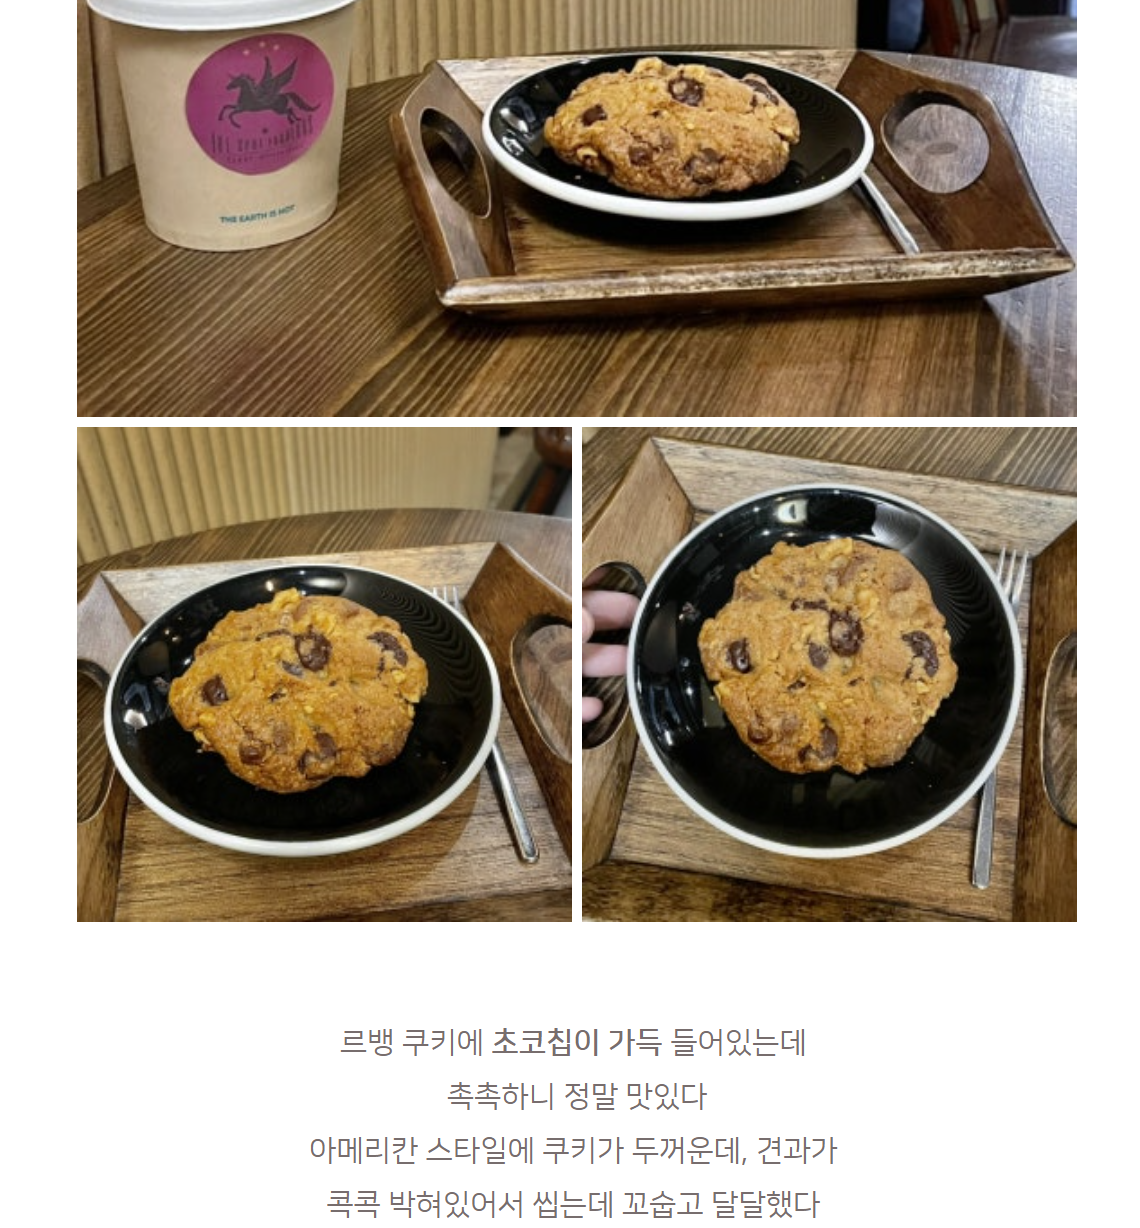 THE EARTH IS HOT
르뱅 쿠키에 초코칩이 가득 들어있는데
촉촉하니 정말 맛있다
아메리칸 스타일에 쿠키가 두꺼운데, 견과가
콕콕 박혀있어서 씹는데 꼬숩고 달달했다